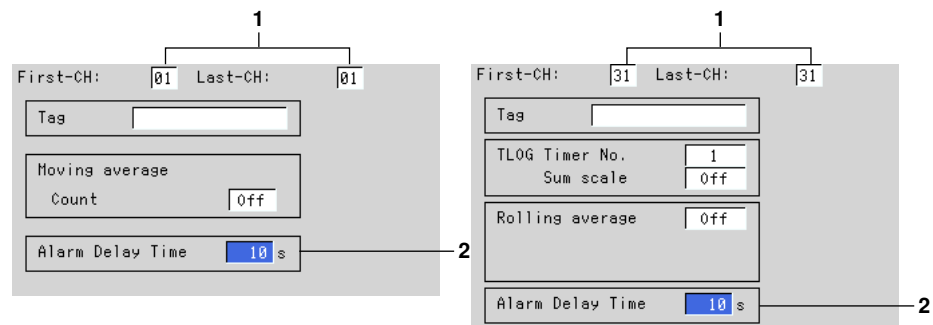 1
First-CH: 01 Last-CH: 01
Tag
Moving average
Count Off
Alarm Delay Time 10 s
2
1
First-CH: 31 Last-CH: 31
Tag
TLOG Timer No. 1
Sum scale Off
Rolling average Off
Alarm Delay Time 10 s
2